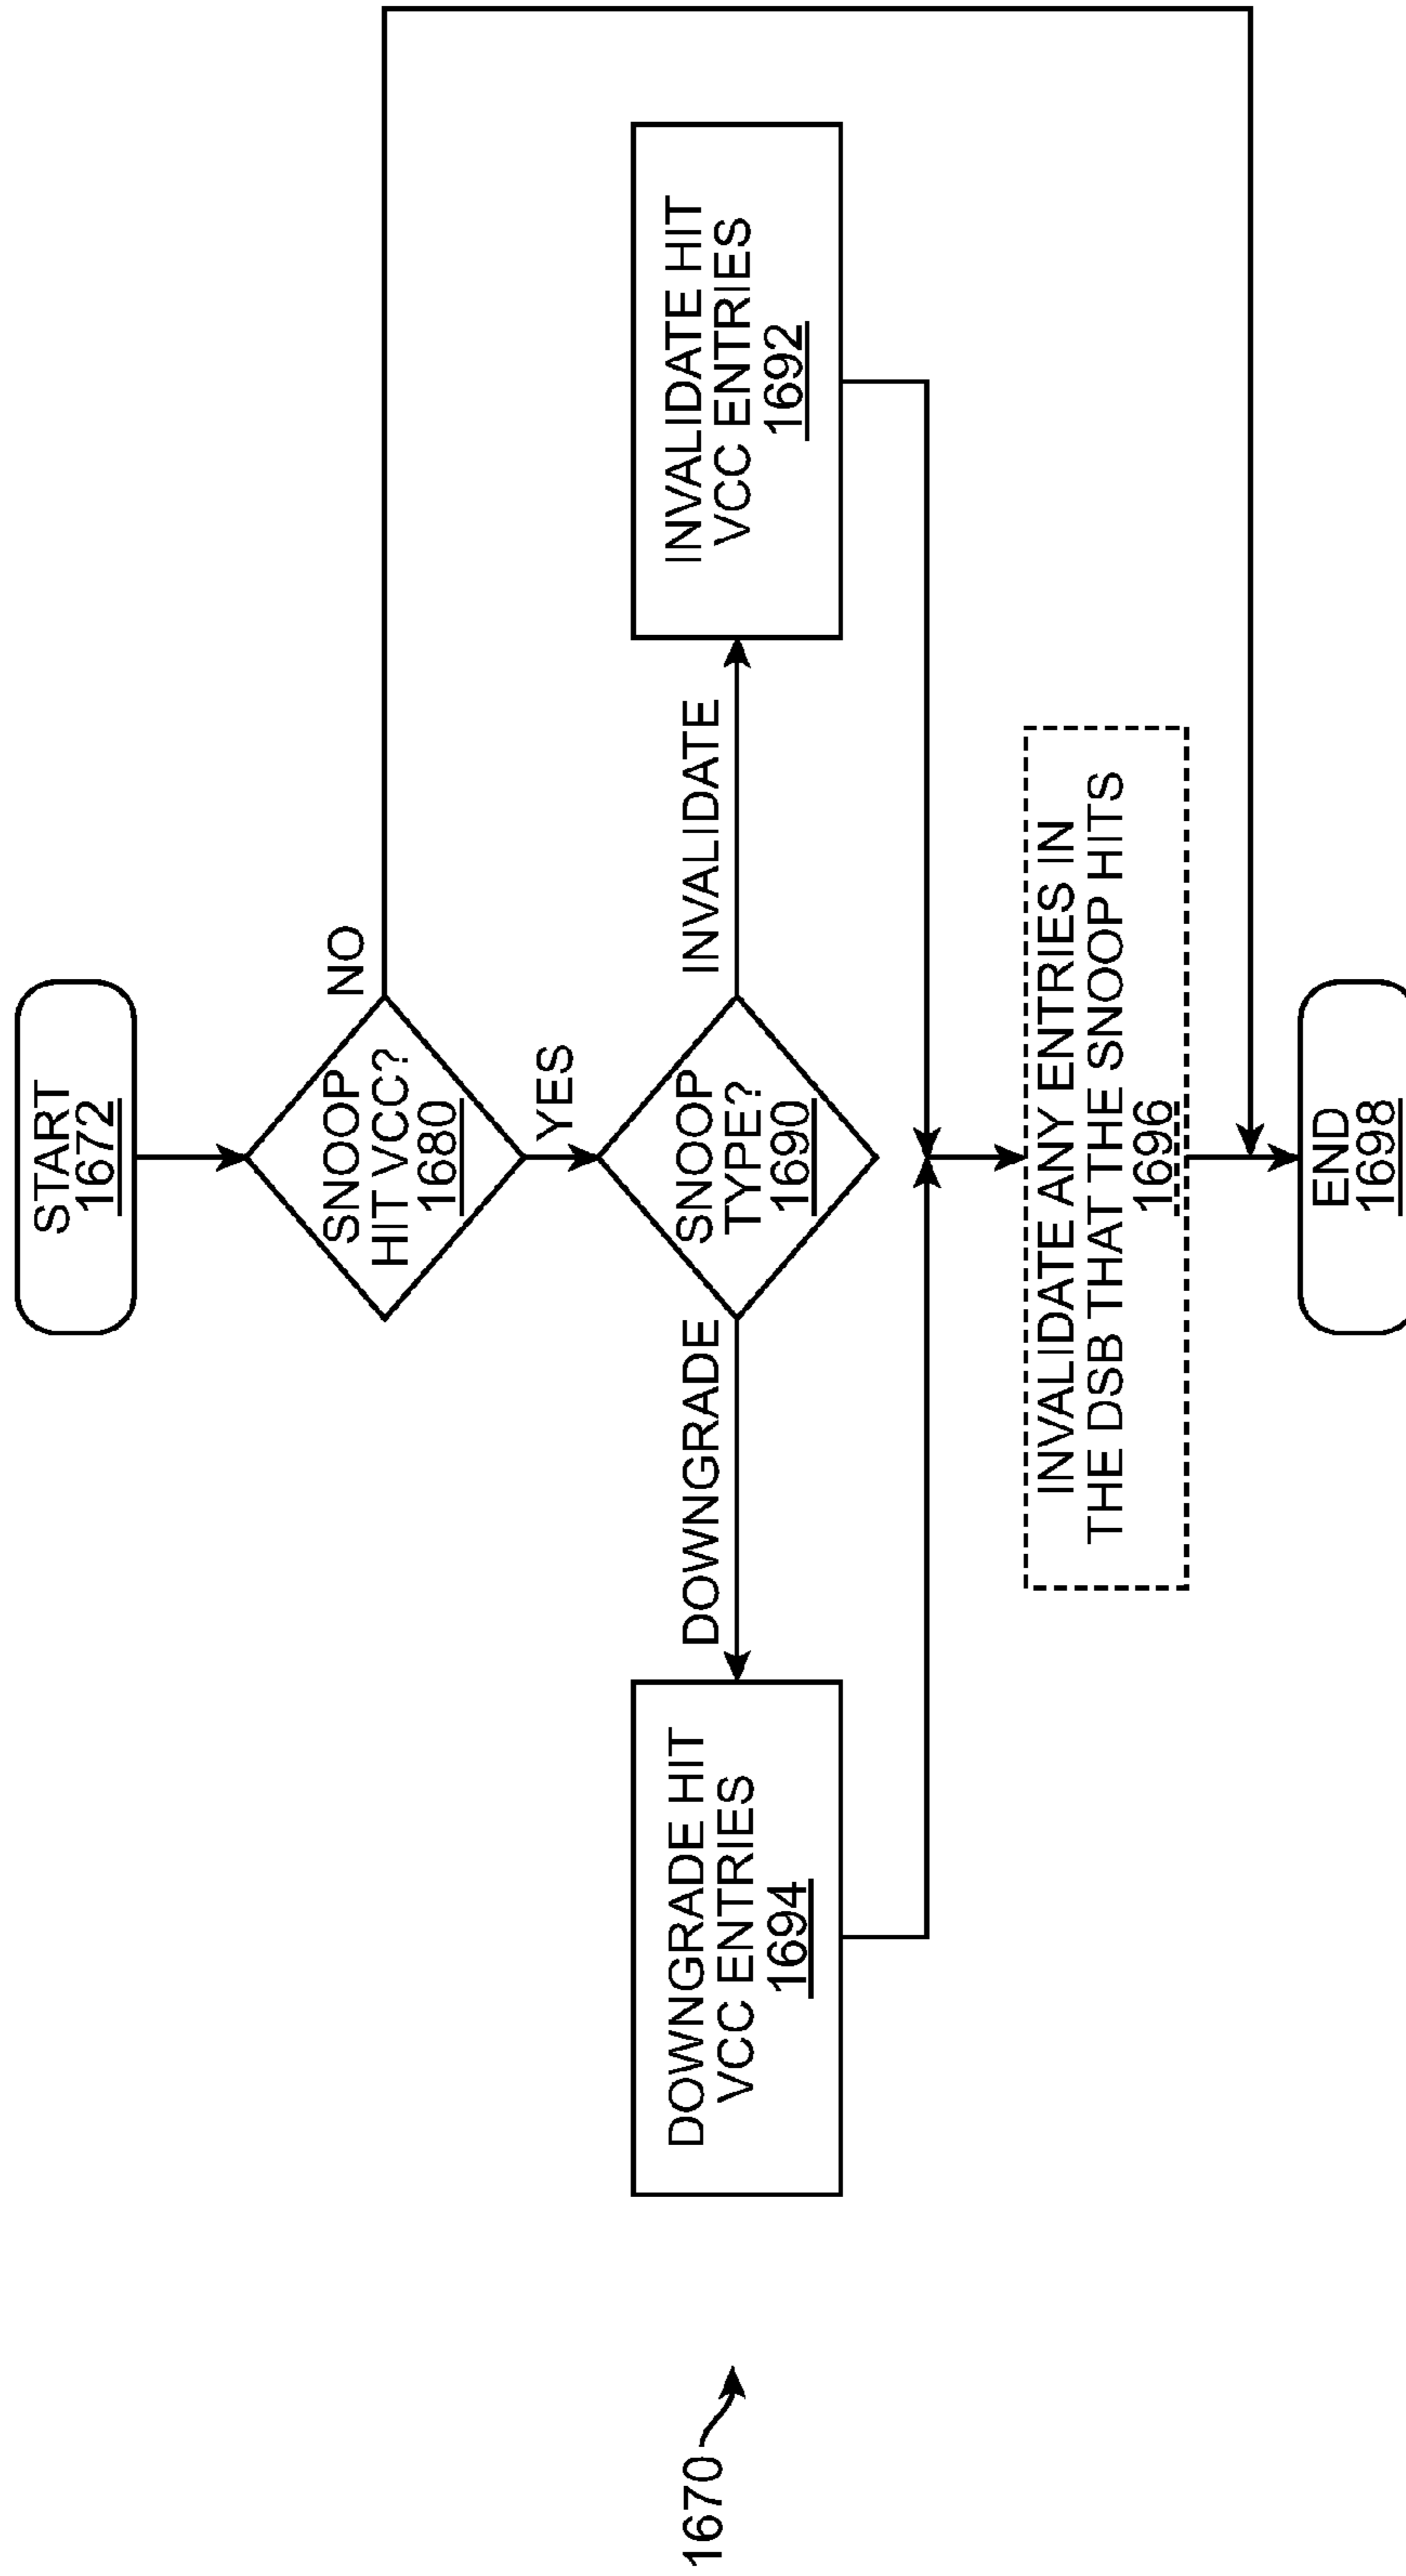 START
1672
SNOOP
HIT VCC?
1680
NO
YES
SNOOP
TYPE?
1690
DOWNGRADE
INVALIDATE
DOWNGRADE HIT
VCC ENTRIES
1694
INVALIDATE HIT
VCC ENTRIES
1692
INVALIDATE ANY ENTRIES IN
THE DSB THAT THE SNOOP HITS
1696
END
1698
1670